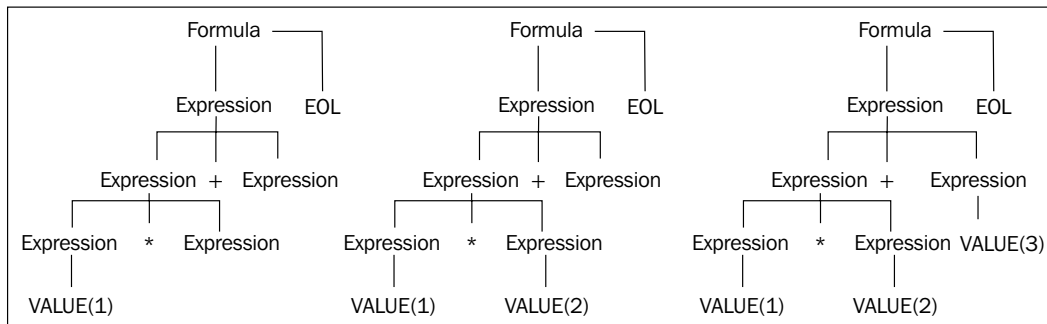 Formula Formula Formula
Expression EOL Expression EOL Expression EOL
Expression + Expression Expression + Expression Expression + Expression
Expression * Expression Expression * Expression Expression * Expression VALUE(3)
VALUE(1) VALUE(1) VALUE(2) VALUE(1) VALUE(2)